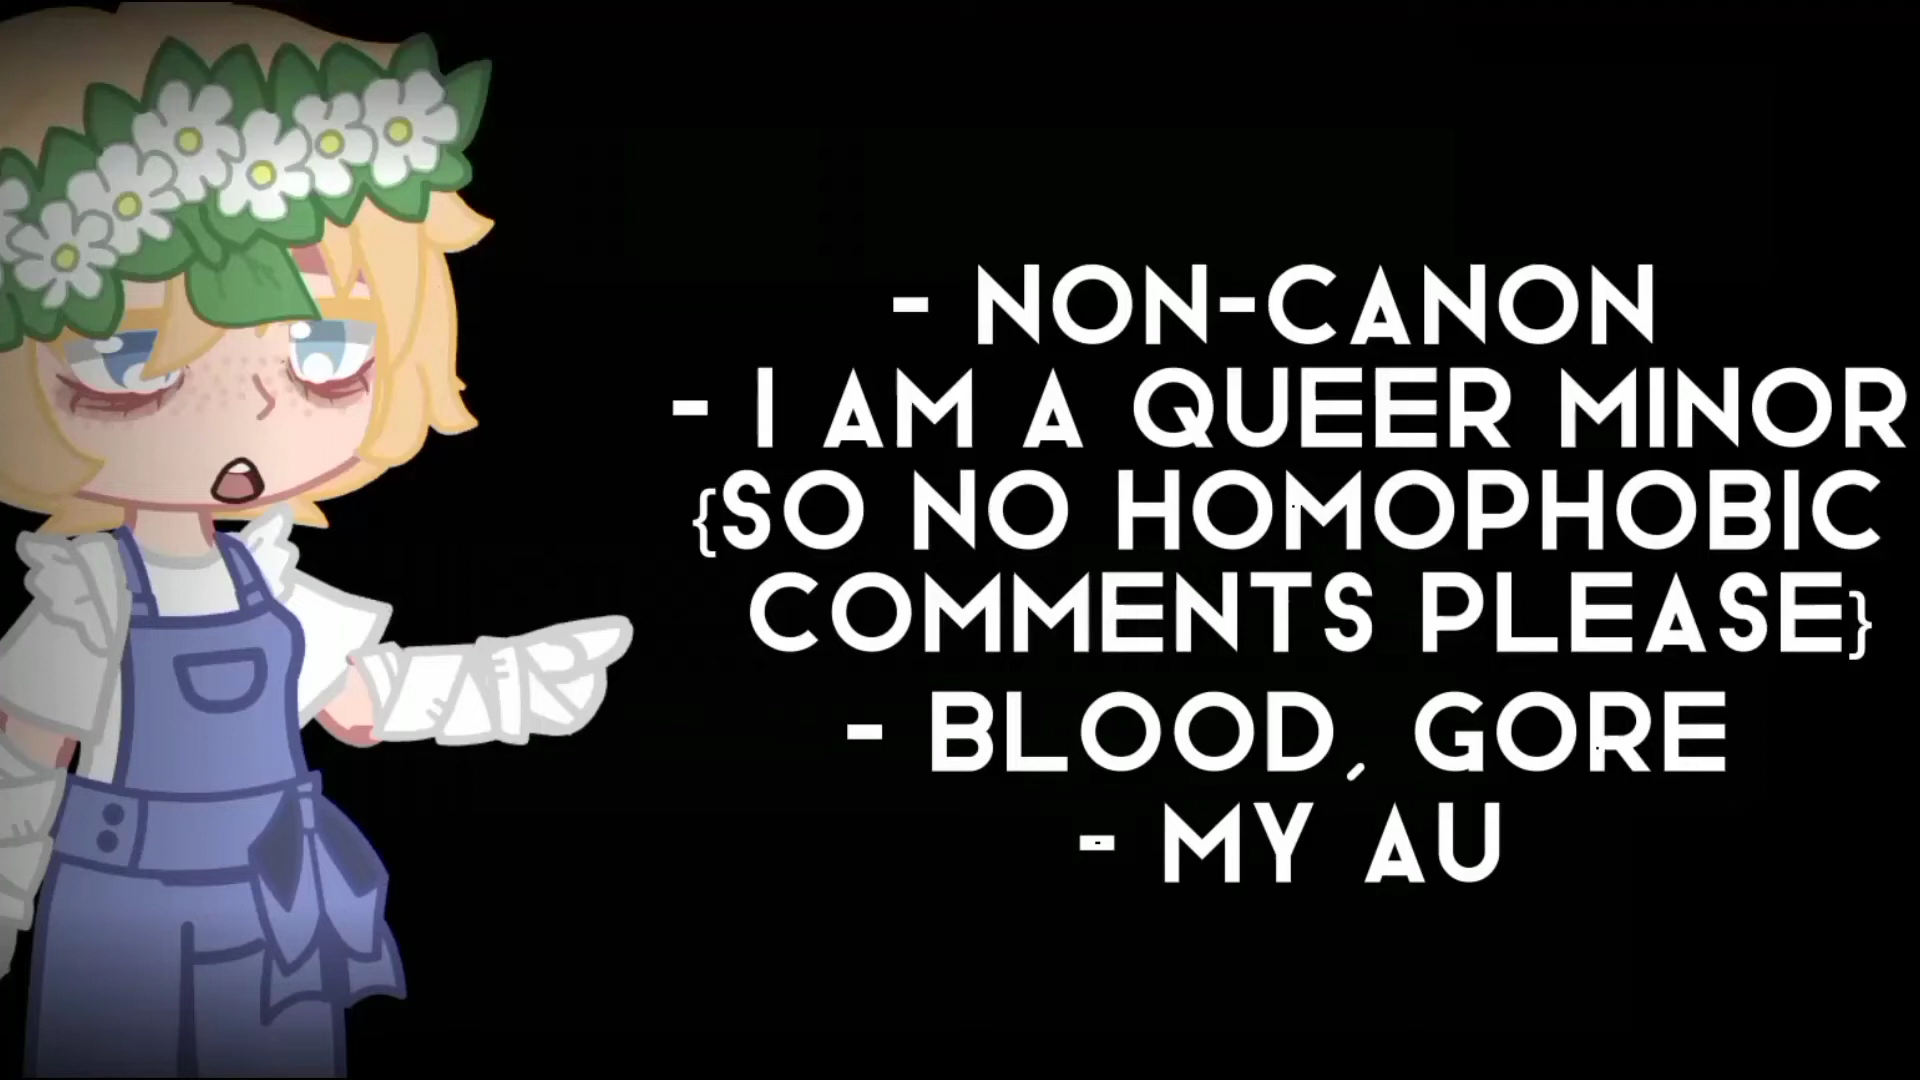 - NON-CANON
- I AM A QUEER MINOR
{SO NO HOMOPHOBIC
COMMENTS PLEASE}
- BLOOD, GORE
- MY AU